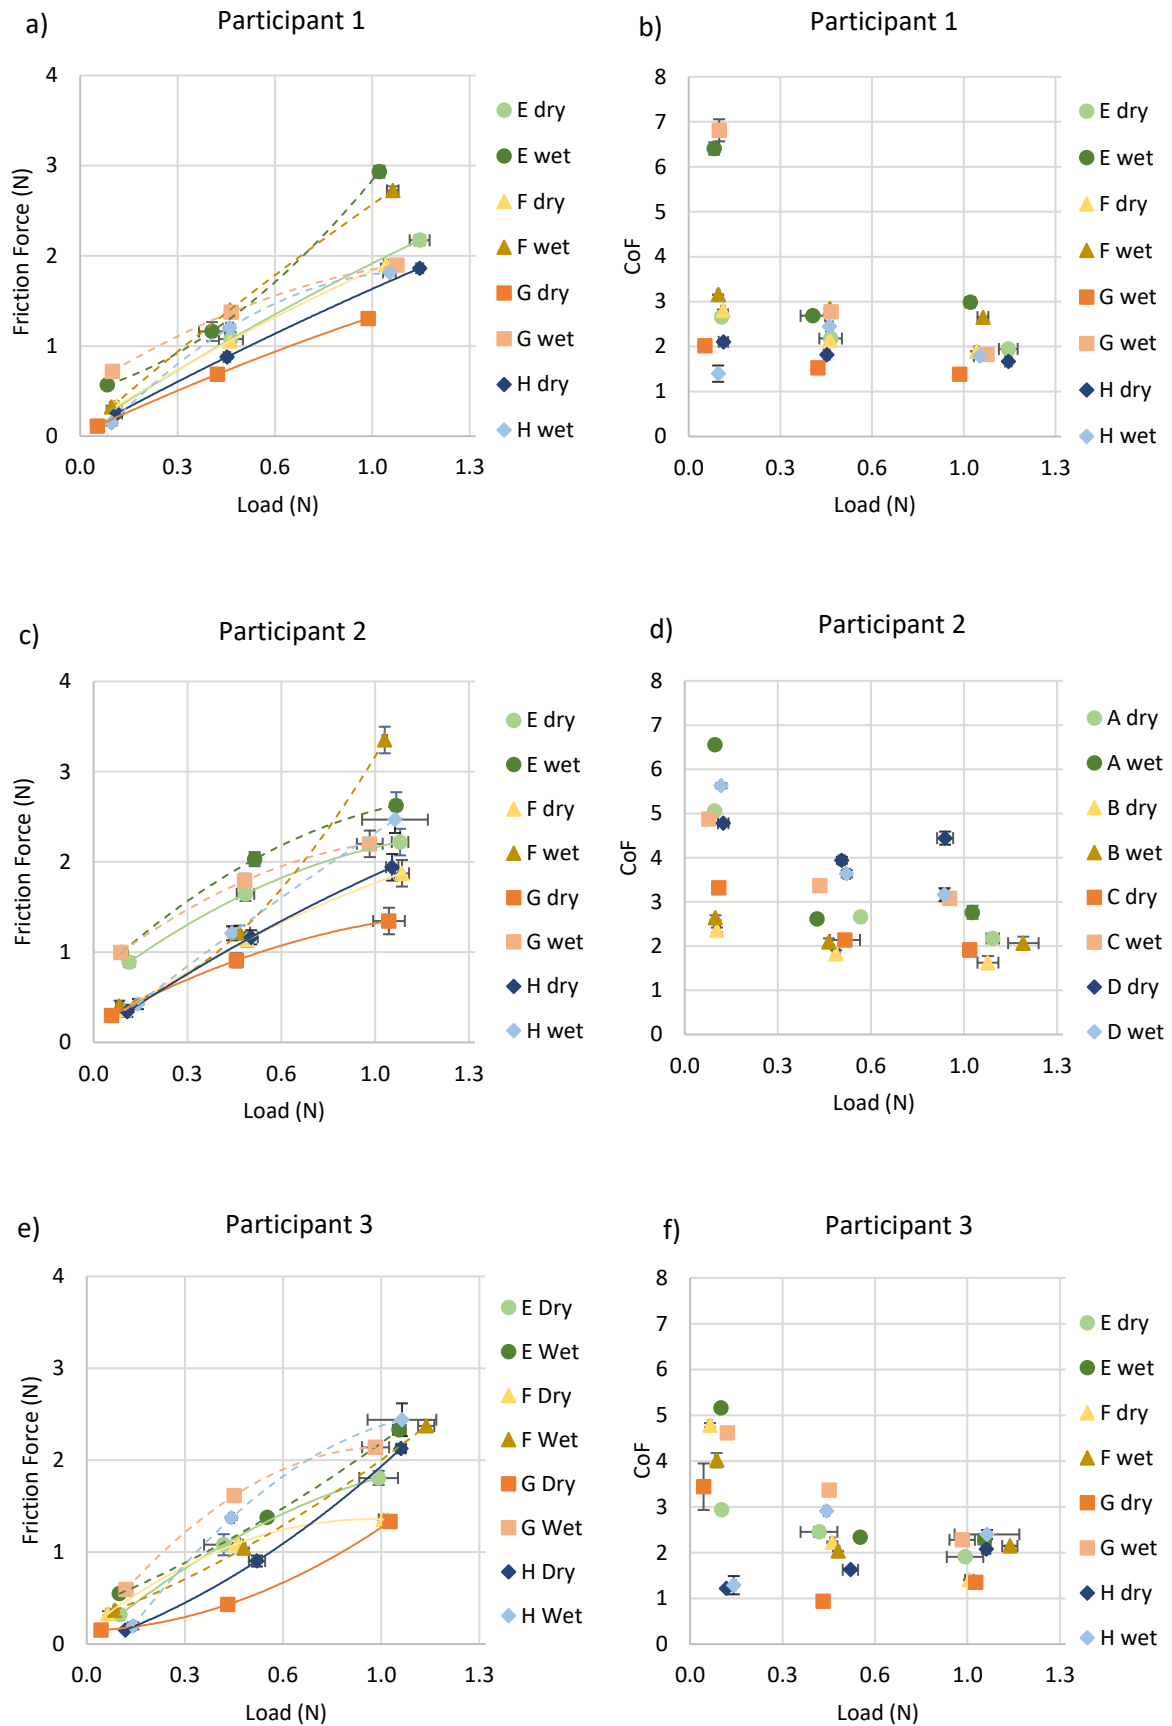 a)
Participant 1
4
3
2
1
0
Friction Force (N)
0.0
0.3
0.6
1.0
1.3
Load (N)
E dry
E wet
F dry
F wet
G dry
G wet
H dry
H wet
b)
Participant 1
8
7
6
5
4
3
2
1
0
CoF
0.0
0.3
0.6
1.0
1.3
Load (N)
E dry
E wet
F dry
F wet
G wet
G wet
H dry
H wet
c)
Participant 2
4
3
2
1
0
Friction Force (N)
0.0
0.3
0.6
1.0
1.3
Load (N)
E dry
E wet
F dry
F wet
G dry
G wet
H dry
H wet
d)
Participant 2
8
7
6
5
4
3
2
1
0
CoF
0.0
0.3
0.6
1.0
1.3
Load (N)
A dry
A wet
B dry
B wet
C dry
C wet
D dry
D wet
e)
Participant 3
4
3
2
1
0
Friction Force (N)
0.0
0.3
0.6
1.0
1.3
Load (N)
E Dry
E Wet
F Dry
F Wet
G Dry
G Wet
H Dry
H Wet
f)
Participant 3
8
7
6
5
4
3
2
1
0
CoF
0.0
0.3
0.6
1.0
1.3
Load (N)
E dry
E wet
F dry
F wet
G dry
G wet
H dry
H wet